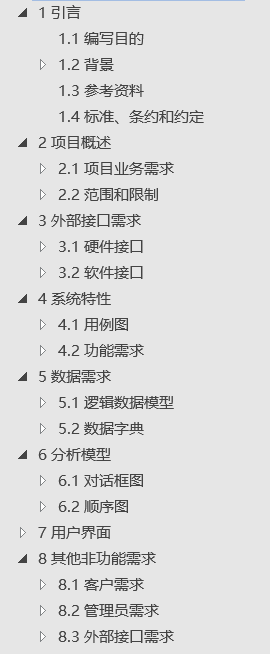 1 引言
1.1 编写目的
1.2 背景
1.3 参考资料
1.4 标准、条约和约定
2 项目概述
2.1 项目业务需求
2.2 范围和限制
3 外部接口需求
3.1 硬件接口
3.2 软件接口
4 系统特性
4.1 用例图
4.2 功能需求
5 数据需求
5.1 逻辑数据模型
5.2 数据字典
6 分析模型
6.1 对话框图
6.2 顺序图
7 用户界面
8 其他非功能需求
8.1 客户需求
8.2 管理员需求
8.3 外部接口需求